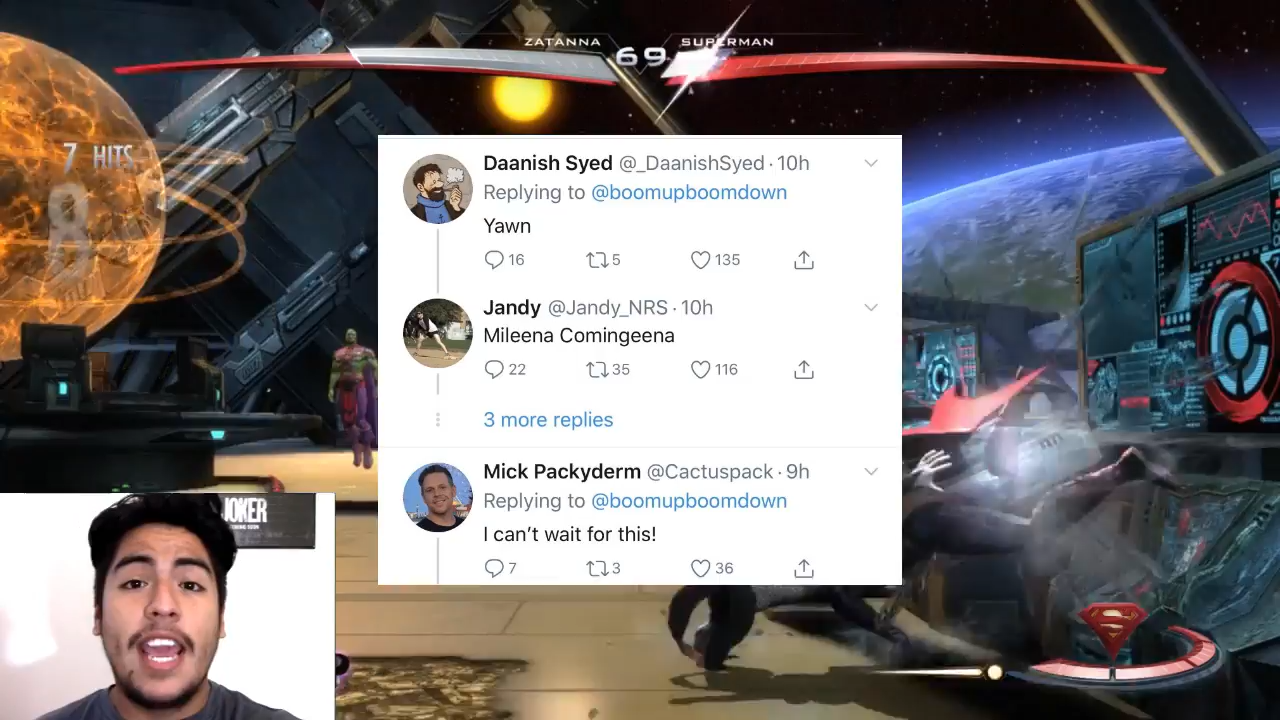 ZATANNA
69
SUPERMAN
7 HITS
Daanish Syed @_DaanishSyed · 10h
Replying to @boomupboomdown
Yawn
16 5 135
Jandy @Jandy_NRS · 10h
Mileena Comingeena
22 35 116
3 more replies
Mick Packyderm @Cactuspack · 9h
Replying to @boomupboomdown
I can't wait for this!
7 3 36
JOKER